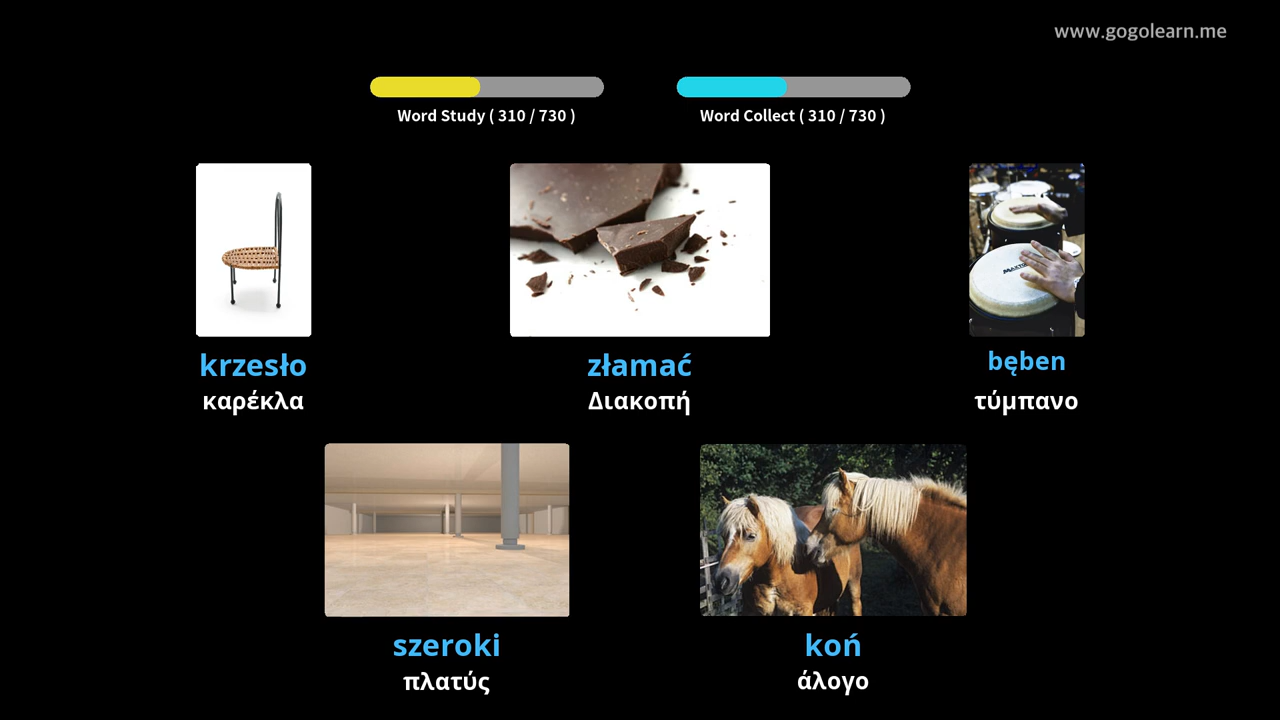 www.gogolearn.me
Word Study ( 310 / 730 )
Word Collect ( 310 / 730 )
krzesło
καρέκλα
złamać
Διακοπή
bęben
τύμπανο
szeroki
πλατύς
koń
άλογο